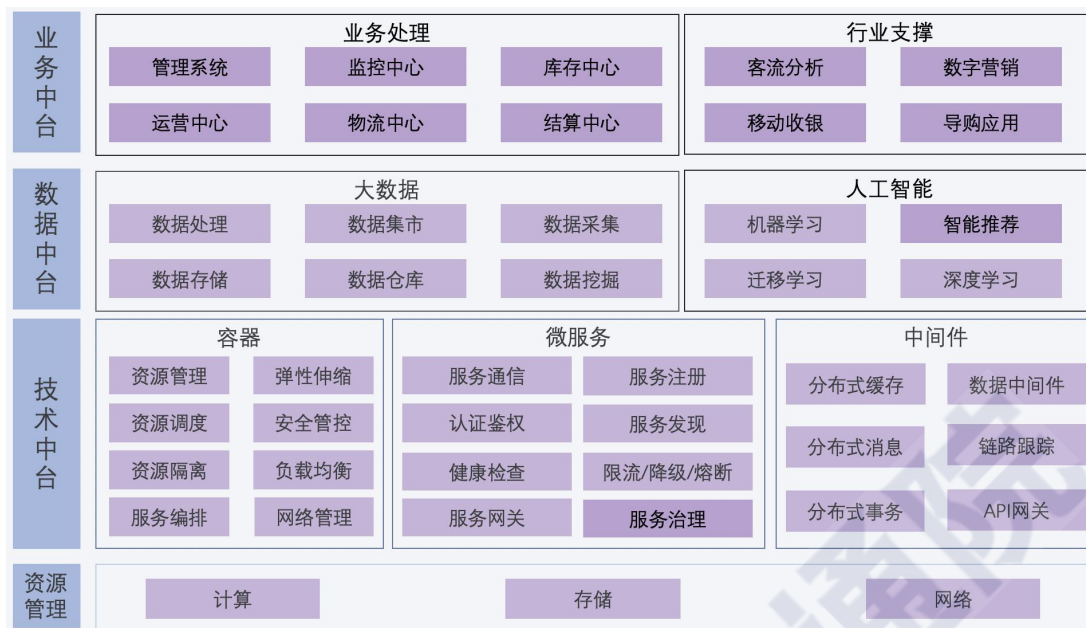 业务中台
业务处理
管理系统
监控中心
库存中心
运营中心
物流中心
结算中心
行业支撑
客流分析
数字营销
移动收银
导购应用
数据中台
大数据
数据处理
数据集市
数据采集
数据存储
数据仓库
数据挖掘
人工智能
机器学习
智能推荐
迁移学习
深度学习
技术中台
容器
资源管理
弹性伸缩
资源调度
安全管控
资源隔离
负载均衡
服务编排
网络管理
微服务
服务通信
服务注册
认证鉴权
服务发现
健康检查
限流/降级/熔断
服务网关
服务治理
中间件
分布式缓存
数据中间件
分布式消息
链路跟踪
分布式事务
API网关
资源
管理
计算
存储
网络
通院